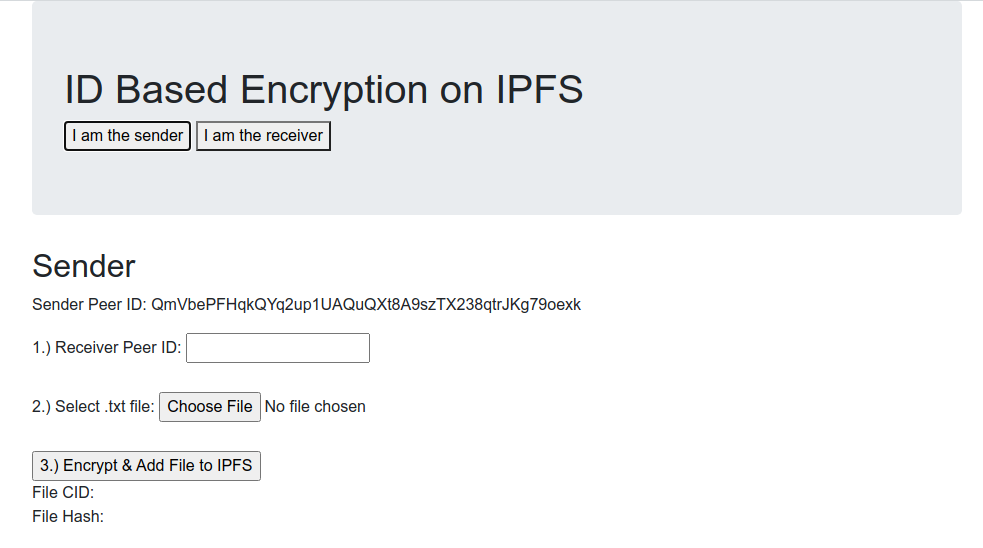 ID Based Encryption on IPFS
I am the sender I am the receiver
Sender
Sender Peer ID: QmVbePFHqkQYq2up1UAQuQXt8A9szTX238qtrJKg79oexk
1.) Receiver Peer ID:
2.) Select .txt file: Choose File No file chosen
3.) Encrypt & Add File to IPFS
File CID:
File Hash: